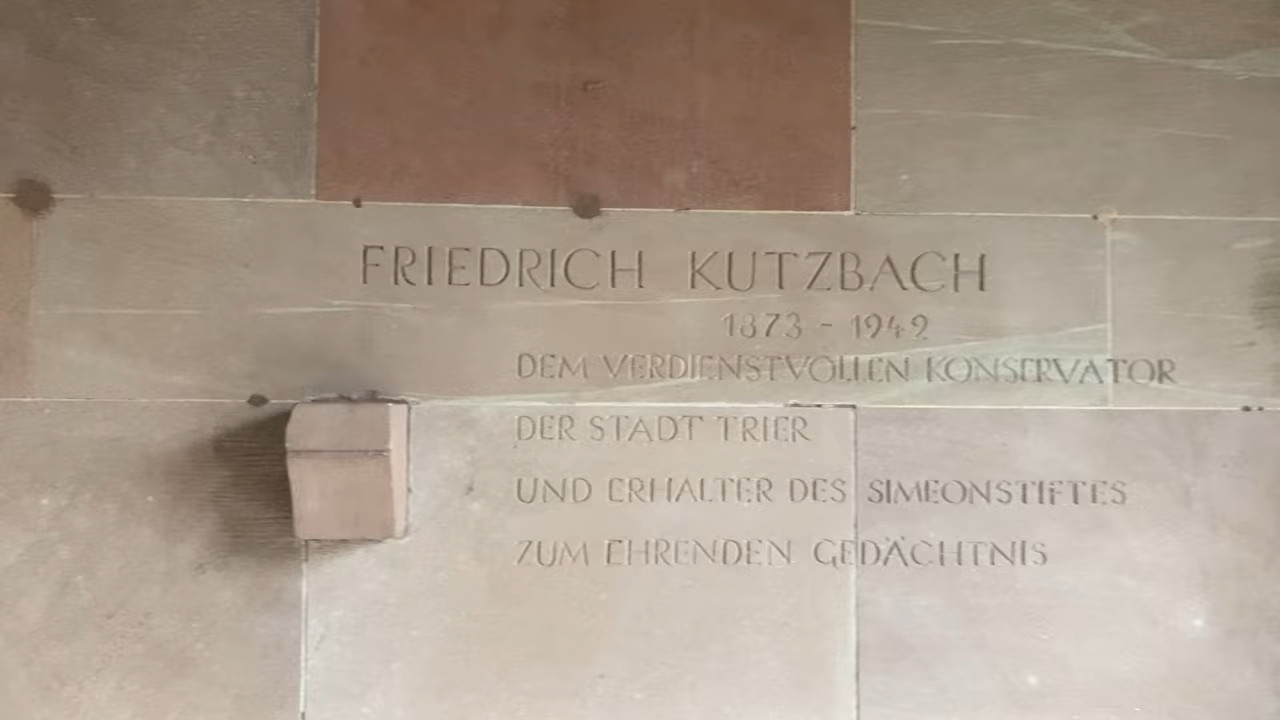 FRIEDRICH KUTZBACH
1873 - 1942
DEM VERDIENSTVOLLEN KONSERVATOR
DER STADT TRIER
UND ERHALTER DES SIMEONSTIFTES
ZUM EHRENDEN GEDÄCHTNIS